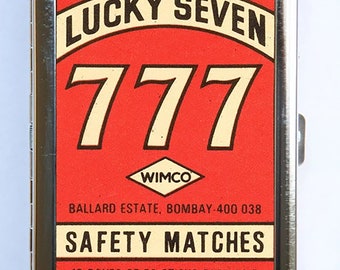 LUCKY SEVEN
777
WIMCO
BALLARD ESTATE, BOMBAY-400 038
SAFETY MATCHES